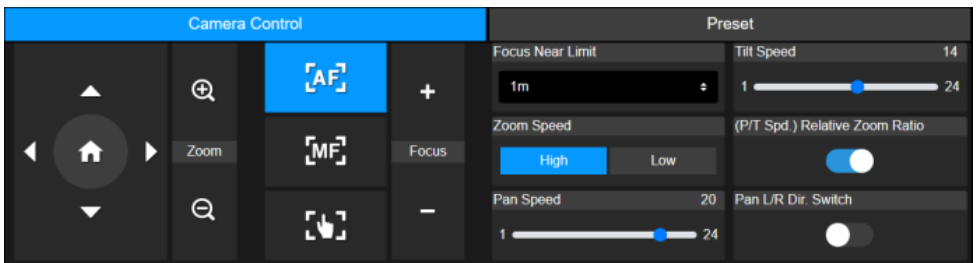 Camera Control
Preset
AF
MF
Zoom
Focus
+
−
Focus Near Limit
1m
Tilt Speed 14
1 24
Zoom Speed
High Low
(P/T Spd.) Relative Zoom Ratio
Pan Speed 20
1 24
Pan L/R Dir. Switch